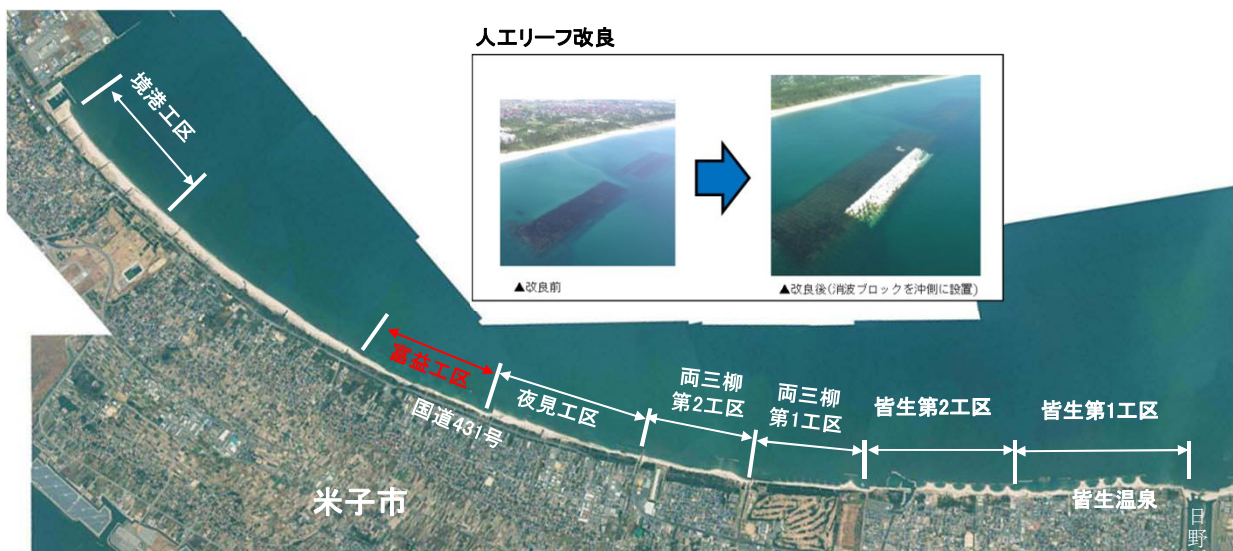 人工リーフ改良
▲改良前
▲改良後(消波ブロックを沖側に設置)
境港工区
富益工区
夜見工区
両三柳
第2工区
両三柳
第1工区
皆生第2工区
皆生第1工区
国道431号
米子市
皆生温泉
日野